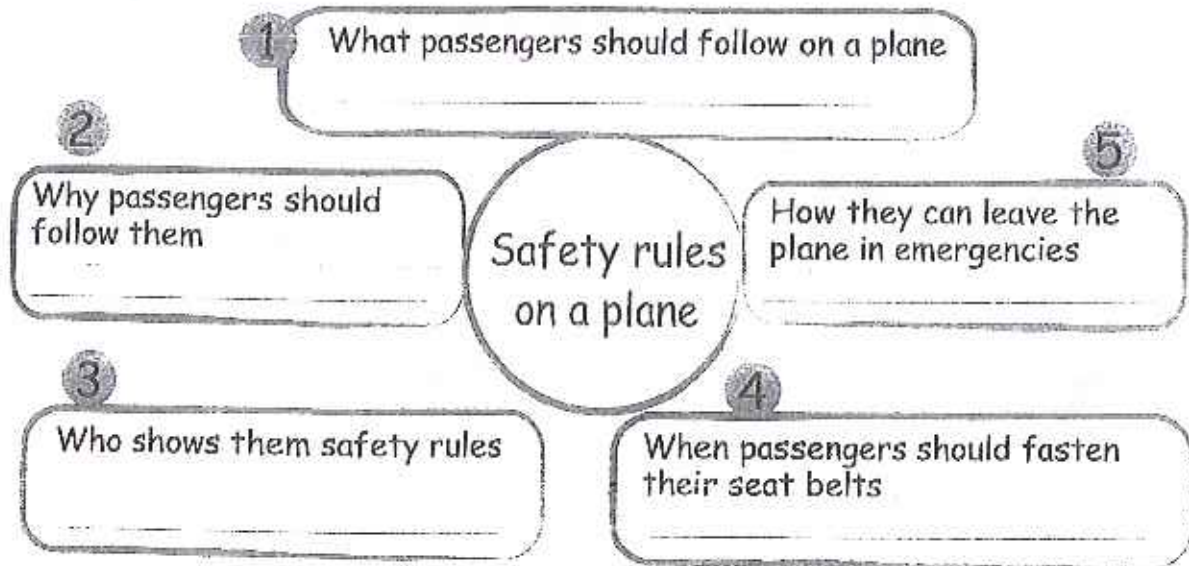 1
What passengers should follow on a plane
2
Why passengers should
follow them
Safety rules
on a plane
5
How they can leave the
plane in emergencies
3
Who shows them safety rules
4
When passengers should fasten
their seat belts